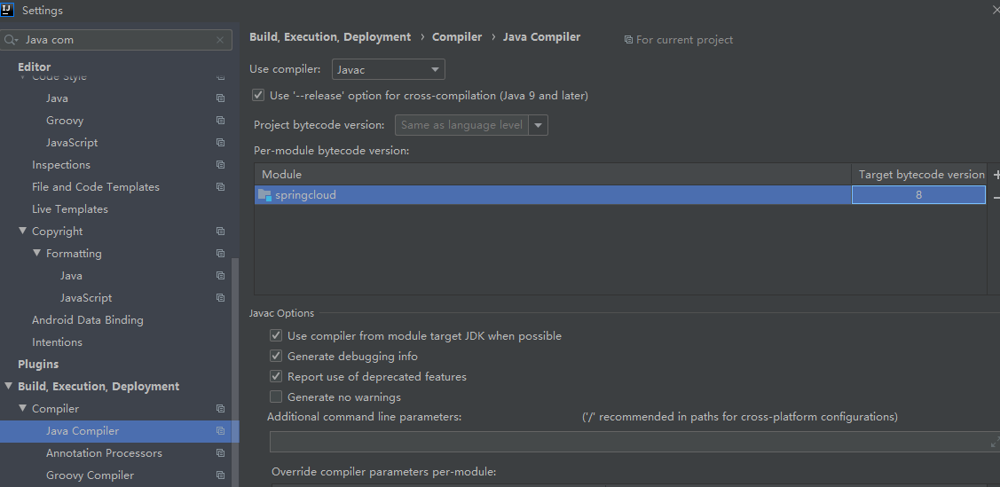 Settings
Java com
Editor
Code Style
Java
Groovy
JavaScript
Inspections
File and Code Templates
Live Templates
Copyright
Formatting
Java
JavaScript
Android Data Binding
Intentions
Plugins
Build, Execution, Deployment
Compiler
Java Compiler
Annotation Processors
Groovy Compiler
Build, Execution, Deployment › Compiler › Java Compiler For current project
Use compiler: Javac
Use '--release' option for cross-compilation (Java 9 and later)
Project bytecode version: Same as language level
Per-module bytecode version:
Module Target bytecode version
springcloud 8
Javac Options
Use compiler from module target JDK when possible
Generate debugging info
Report use of deprecated features
Generate no warnings
Additional command line parameters: ('/' recommended in paths for cross-platform configurations)
Override compiler parameters per-module: